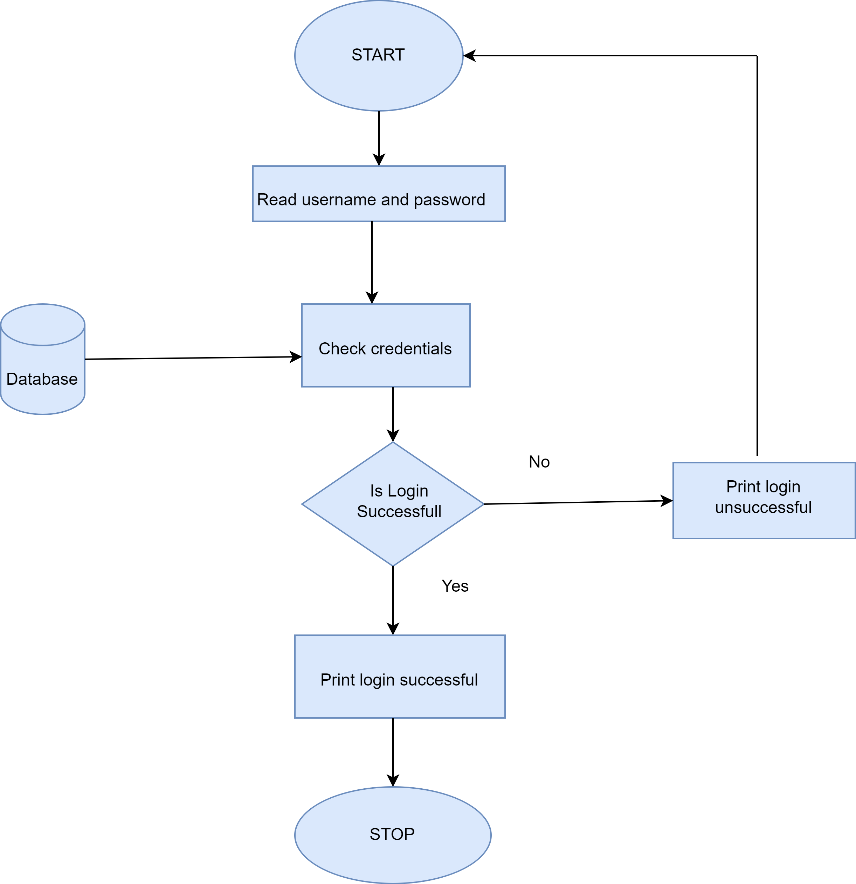 START
Read username and password
Check credentials
Database
Is Login
Successfull
No
Print login
unsuccessful
Yes
Print login successful
STOP